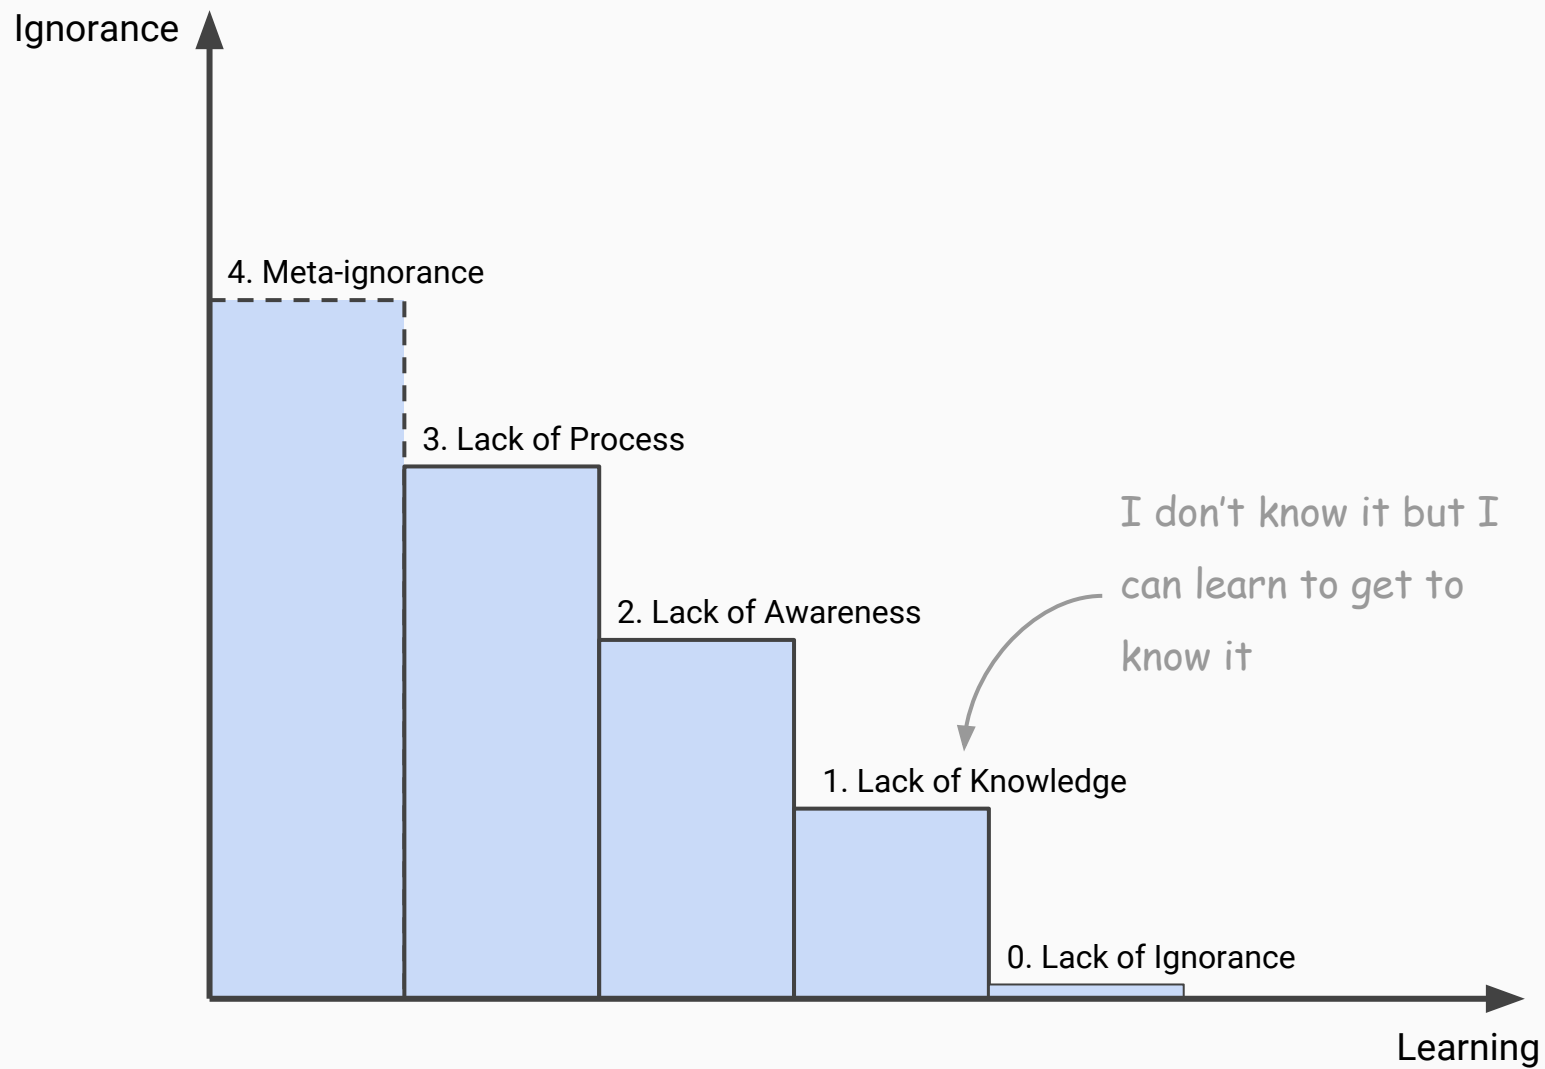 Ignorance
4. Meta-ignorance
3. Lack of Process
I don't know it but I
can learn to get to
know it
2. Lack of Awareness
1. Lack of Knowledge
0. Lack of Ignorance
Learning